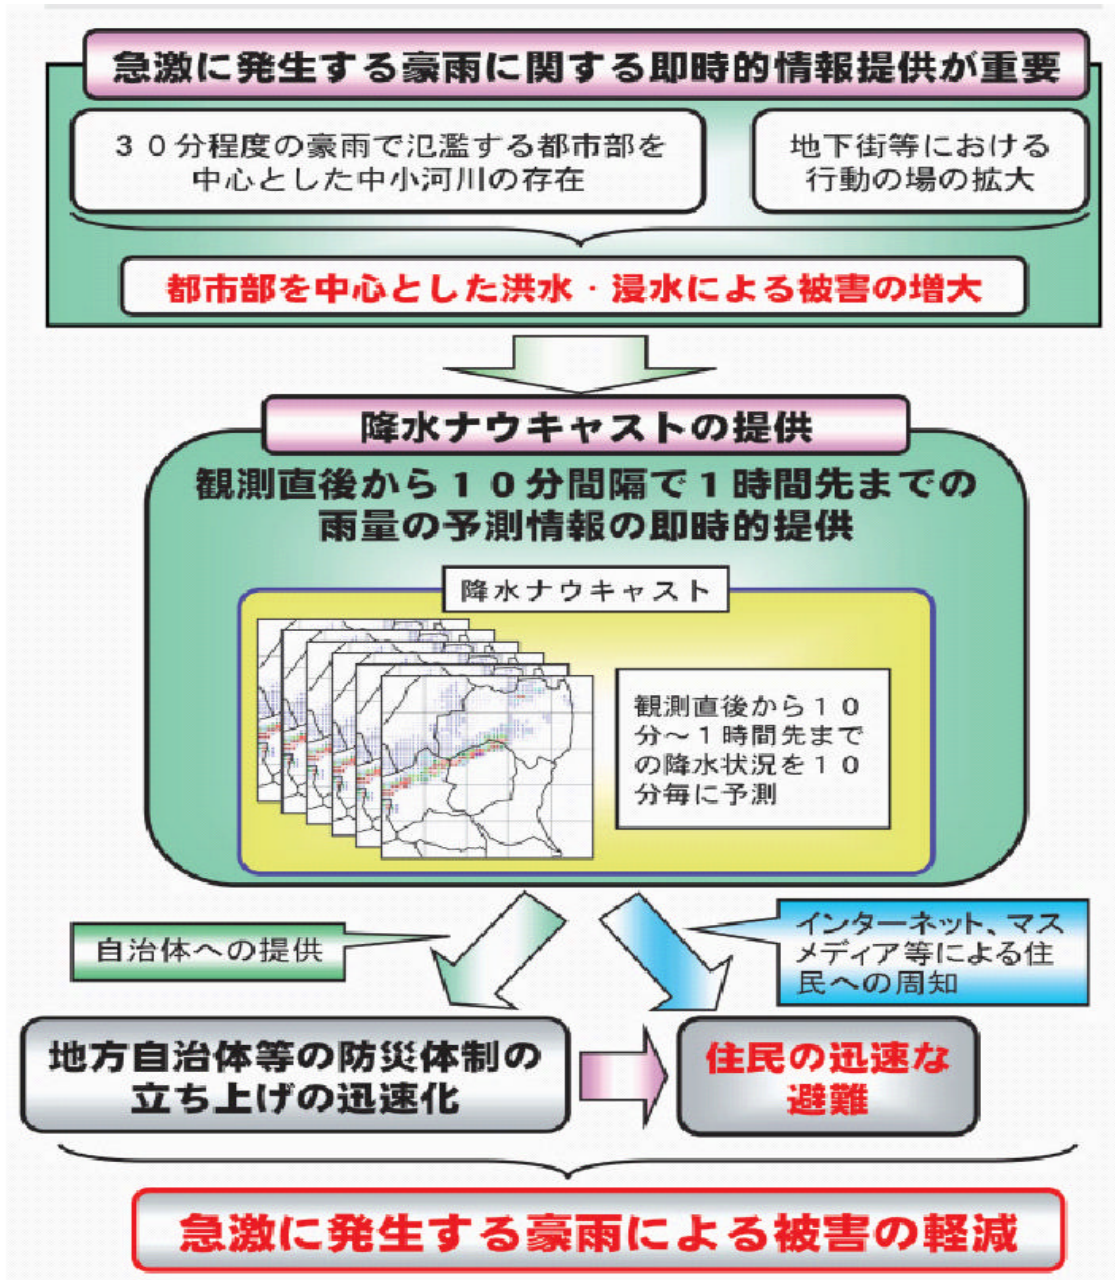 急激に発生する豪雨に関する即時的情報提供が重要
３０分程度の豪雨で氾濫する都市部を
中心とした中小河川の存在
地下街等における
行動の場の拡大
都市部を中心とした洪水・浸水による被害の増大
降水ナウキャストの提供
観測直後から１０分間隔で１時間先までの
雨量の予測情報の即時的提供
降水ナウキャスト
観測直後から１０
分～１時間先まで
の降水状況を１０
分毎に予測
自治体への提供
インターネット、マス
メディア等による住
民への周知
地方自治体等の防災体制の
立ち上げの迅速化
住民の迅速な
避難
急激に発生する豪雨による被害の軽減